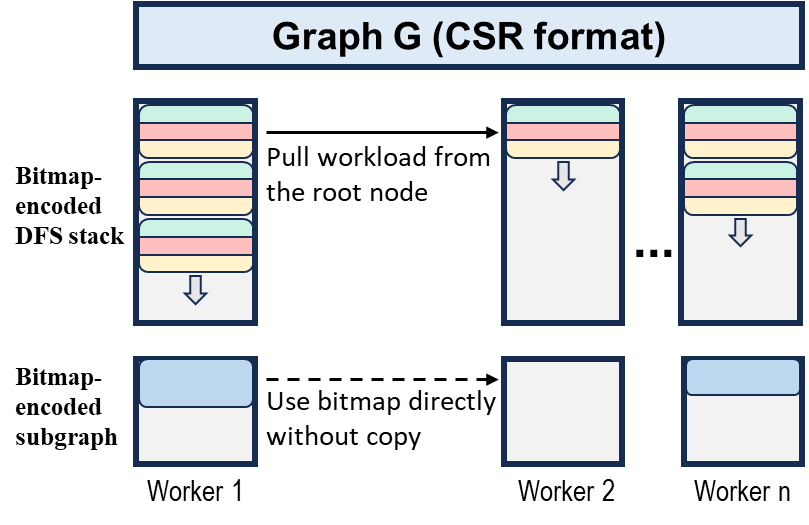 Graph G (CSR format)
Bitmap-
encoded
DFS stack
Pull workload from
the root node
...
Bitmap-
encoded
subgraph
Use bitmap directly
without copy
Worker 1
Worker 2
Worker n